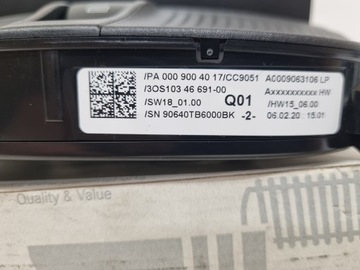 /PA 000 900 40 17/CC9051 A0009063106 LP
/3OS103 46 691-00 Axxxxxxxxxx HW
/SW18_01.00 Q01 /HW15_06.00
/SN 90640TB6000BK -2- 06.02.20 : 15.01
Quality & Value